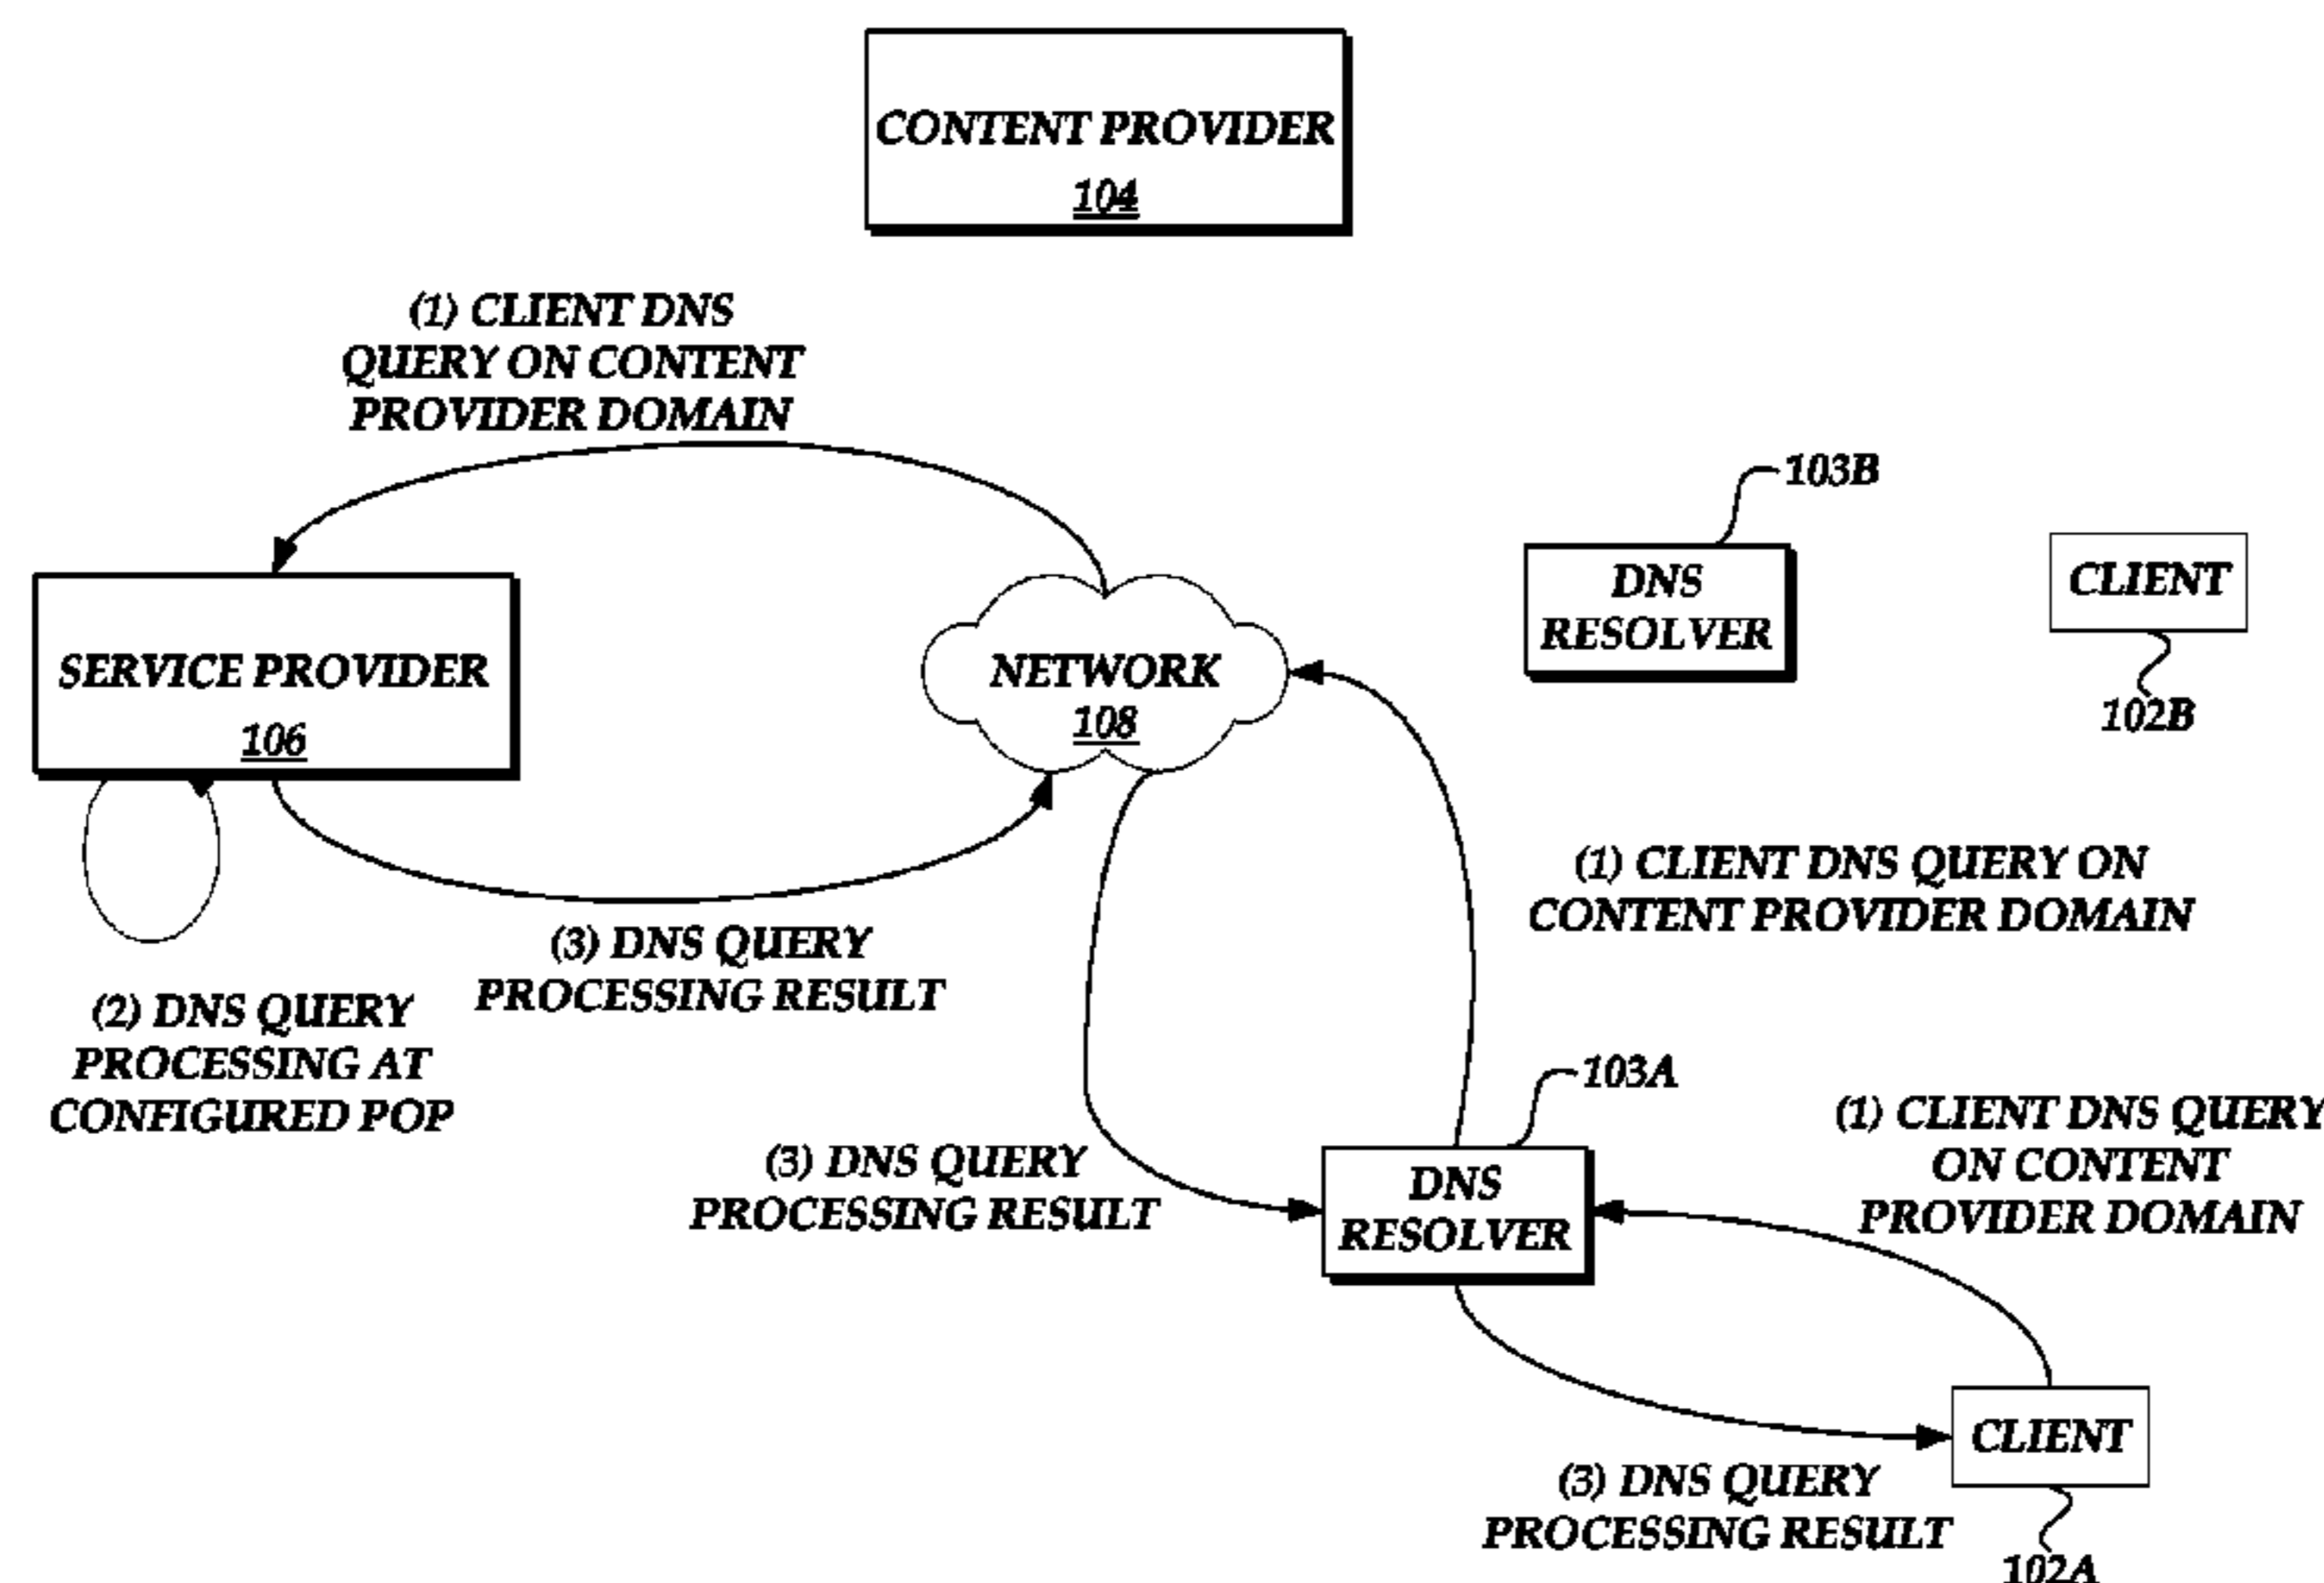 CONTENT PROVIDER
104
(1) CLIENT DNS
QUERY ON CONTENT
PROVIDER DOMAIN
103B
DNS
RESOLVER
CLIENT
102B
SERVICE PROVIDER
106
NETWORK
108
(1) CLIENT DNS QUERY ON
CONTENT PROVIDER DOMAIN
(3) DNS QUERY
PROCESSING RESULT
(2) DNS QUERY
PROCESSING AT
CONFIGURED POP
103A
(1) CLIENT DNS QUERY
ON CONTENT
PROVIDER DOMAIN
(3) DNS QUERY
PROCESSING RESULT
DNS
RESOLVER
CLIENT
(3) DNS QUERY
PROCESSING RESULT
102A